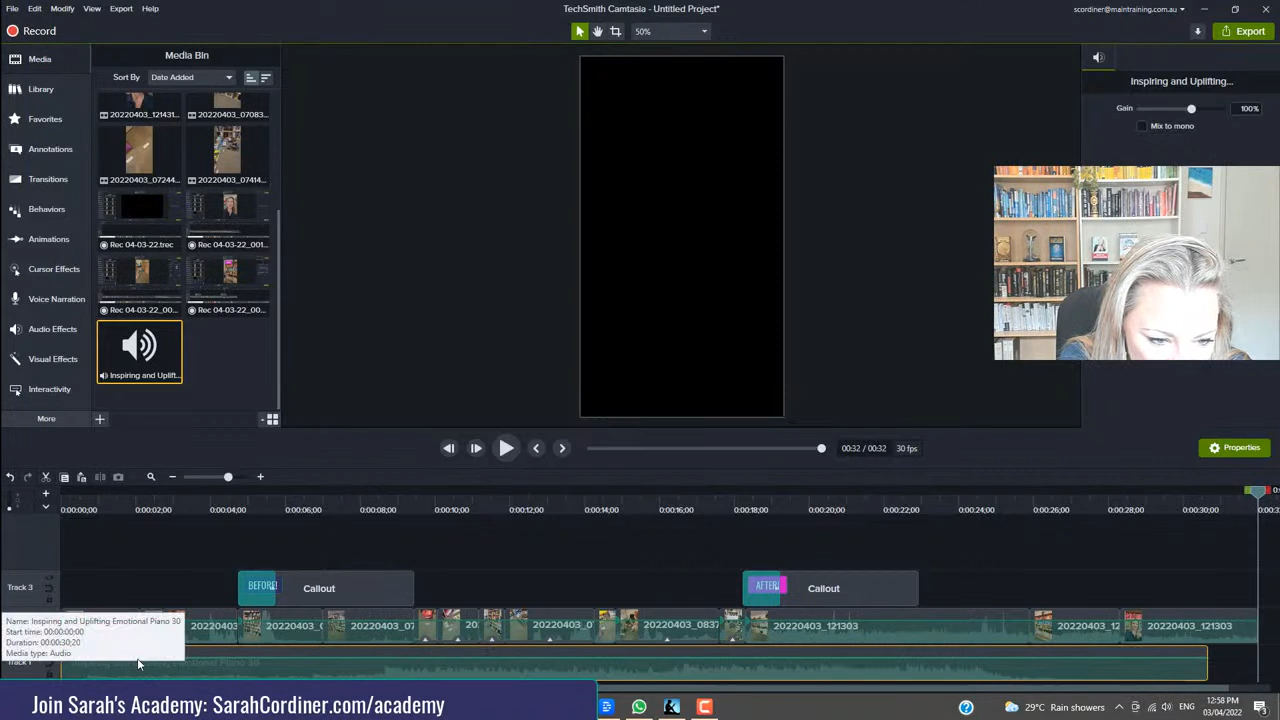 File Edit Modify View Export Help
TechSmith Camtasia - Untitled Project*
scordiner@maintraining.com.au
Record
50%
Export
Media
Library
Favorites
Annotations
Transitions
Behaviors
Animations
Cursor Effects
Voice Narration
Audio Effects
Visual Effects
Interactivity
More
Media Bin
Sort By Date Added
20220403_121431
20220403_07083...
20220403_07244...
20220403_07414...
Rec 04-03-22.trec
Rec 04-03-22_001...
Rec 04-03-22_00...
Rec 04-03-22_00...
Inspiring and Uplift...
Inspiring and Uplifting...
Gain 100%
Mix to mono
00:32 / 00:32 30 fps
Properties
0:00:00;00 0:00:02;00 0:00:04;00 0:00:06;00 0:00:08;00 0:00:10;00 0:00:12;00 0:00:14;00 0:00:16;00 0:00:18;00 0:00:20;00 0:00:22;00 0:00:26;00 0:00:28;00 0:00:30;00 0:00:32
Track 3
BEFORE! Callout
AFTER! Callout
20220403_0 20220403_07 20 20220403_0 20220403_0837 20220403_121303 20220403_12 20220403_121303
Name: Inspiring and Uplifting Emotional Piano 30
Start time: 00:00:00;00
Duration: 00:00:30;20
Media type: Audio
Track 1
Join Sarah's Academy: SarahCordiner.com/academy
29°C Rain showers
ENG
12:58 PM
03/04/2022